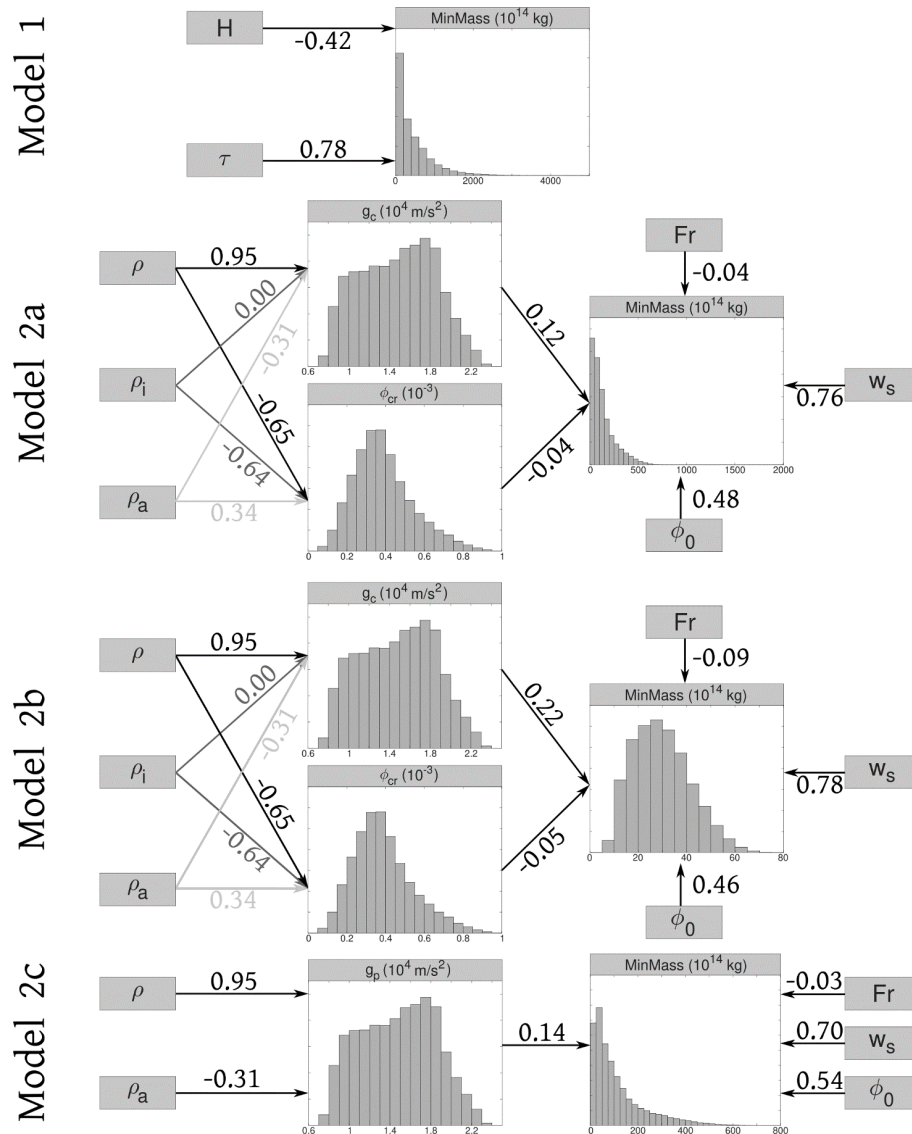 Model 1
H
-0.42
MinMass (10^14 kg)
τ
0.78
0 2000 4000
Model 2a
ρ
ρ_i
ρ_a
0.95
0.00
-0.31
-0.65
-0.64
0.34
g_c (10^4 m/s^2)
0.6 1 1.4 1.8 2.2
ϕ_cr (10^-3)
0.2 0.4 0.6 0.8 1
0.12
-0.04
Fr
-0.04
MinMass (10^14 kg)
0 500 1000 1500 2000
w_s
0.76
0.48
ϕ_0
Model 2b
ρ
ρ_i
ρ_a
0.95
0.00
-0.31
-0.65
-0.64
0.34
g_c (10^4 m/s^2)
0.6 1 1.4 1.8 2.2
ϕ_cr (10^-3)
0.2 0.4 0.6 0.8 1
0.22
-0.05
Fr
-0.09
MinMass (10^14 kg)
0 20 40 60 80
w_s
0.78
0.46
ϕ_0
Model 2c
ρ
0.95
ρ_a
-0.31
g_p (10^4 m/s^2)
0.6 1 1.4 1.8 2.2
0.14
MinMass (10^14 kg)
0 200 400 600 800
-0.03
Fr
0.70
w_s
0.54
ϕ_0